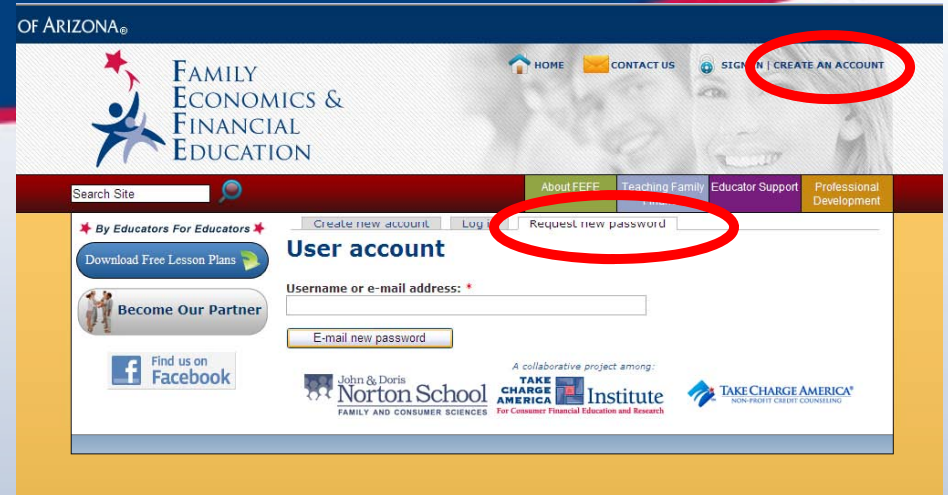 OF ARIZONA®
FAMILY
ECONOMICS &
FINANCIAL
EDUCATION
HOME
CONTACT US
SIGN IN | CREATE AN ACCOUNT
Search Site
About FEFE
Teaching Family
Educator Support
Professional
Development
By Educators For Educators
Download Free Lesson Plans
Become Our Partner
Find us on
Facebook
Create new account
Log in
Request new password
User account
Username or e-mail address: *
E-mail new password
A collaborative project among:
John & Doris
Norton School
FAMILY AND CONSUMER SCIENCES
TAKE
CHARGE
AMERICA Institute
For Consumer Financial Education and Research
TAKE CHARGE AMERICA®
NON-PROFIT CREDIT COUNSELING